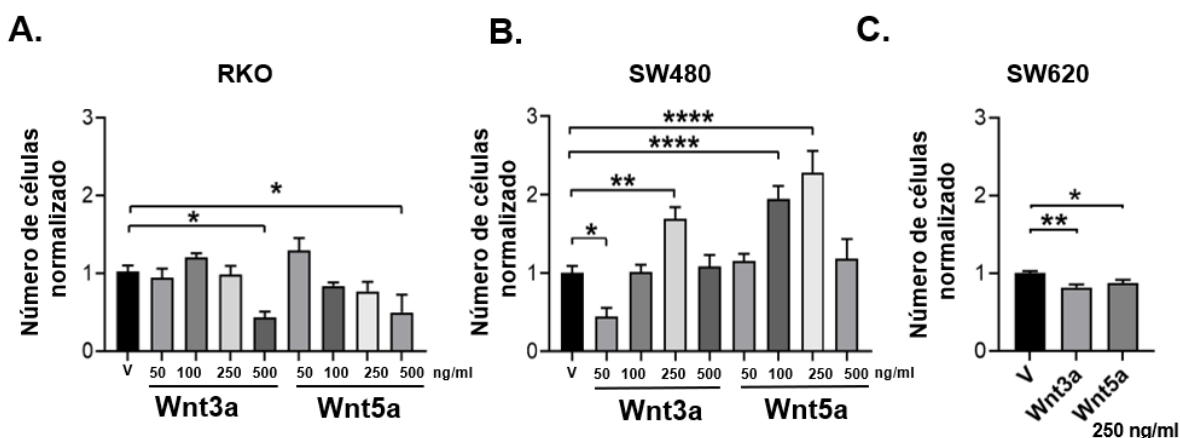 A.
RKO
Número de células
normalizado
3
2
1
0
*
*
V 50 100 250 500 50 100 250 500 ng/ml
Wnt3a Wnt5a
B.
SW480
Número de células
normalizado
3
2
1
0
****
****
**
*
V 50 100 250 500 50 100 250 500 ng/ml
Wnt3a Wnt5a
C.
SW620
Número de células
normalizado
3
2
1
0
*
**
V Wnt3a Wnt5a
250 ng/ml